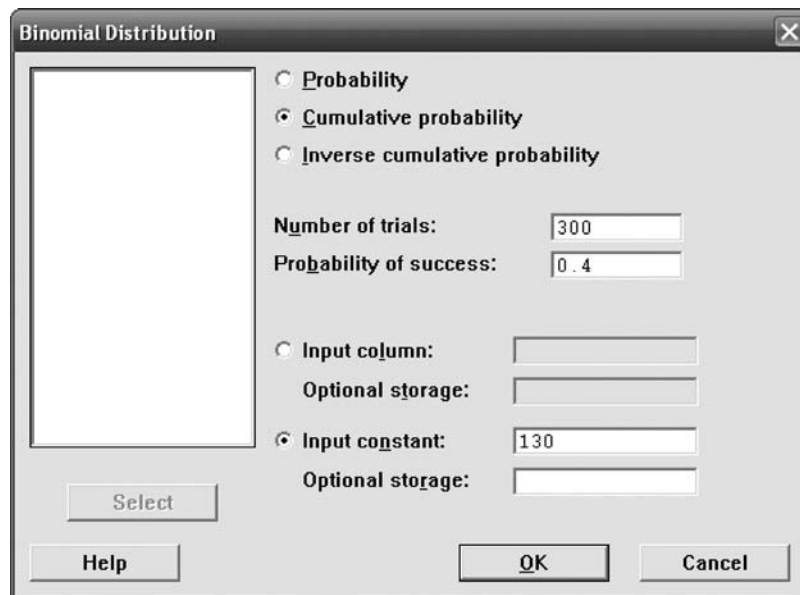 Binomial Distribution
Probability
Cumulative probability
Inverse cumulative probability
Number of trials: 300
Probability of success: 0.4
Input column:
Optional storage:
Input constant: 130
Optional storage:
Select
Help OK Cancel